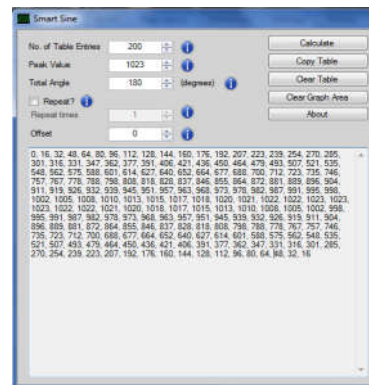 Smart Sine
No. of Table Entries 200 Calculate
Peak Value 1023 Copy Table
Total Angle 180 (degrees) Clear Table
Repeat? Clear Graph Area
Repeat times 1 About
Offset 0
0, 16, 32, 48, 64, 80, 96, 112, 128, 144, 160, 176, 192, 207, 223, 239, 254, 270, 285,
301, 316, 331, 347, 362, 377, 391, 406, 421, 436, 450, 464, 479, 493, 507, 521, 535,
548, 562, 575, 588, 601, 614, 627, 640, 652, 664, 677, 688, 700, 712, 723, 735, 746,
757, 767, 778, 788, 798, 808, 818, 828, 837, 846, 855, 864, 872, 881, 889, 896, 904,
911, 919, 926, 932, 939, 945, 951, 957, 963, 968, 973, 978, 982, 987, 991, 995, 998,
1002, 1005, 1008, 1010, 1013, 1015, 1017, 1018, 1020, 1021, 1022, 1022, 1023, 1023,
1023, 1022, 1022, 1021, 1020, 1018, 1017, 1015, 1013, 1010, 1008, 1005, 1002, 998,
995, 991, 987, 982, 978, 973, 968, 963, 957, 951, 945, 939, 932, 926, 919, 911, 904,
896, 889, 881, 872, 864, 855, 846, 837, 828, 818, 808, 798, 788, 778, 767, 757, 746,
735, 723, 712, 700, 688, 677, 664, 652, 640, 627, 614, 601, 588, 575, 562, 548, 535,
521, 507, 493, 479, 464, 450, 436, 421, 406, 391, 377, 362, 347, 331, 316, 301, 285,
270, 254, 239, 223, 207, 192, 176, 160, 144, 128, 112, 96, 80, 64, 48, 32, 16